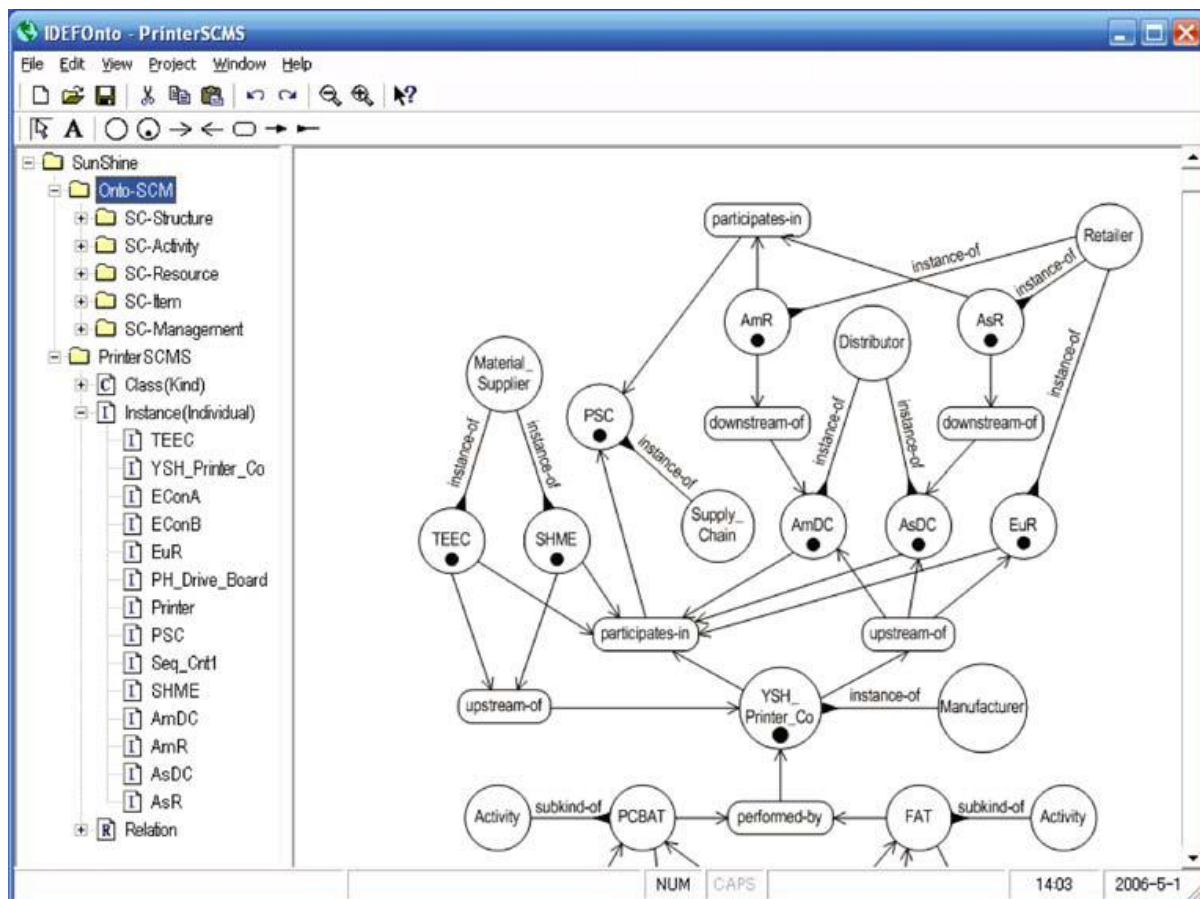 IDEFOnto - PrinterSCMS
File Edit View Project Window Help
A
SunShine
Onto-SCM
SC-Structure
SC-Activity
SC-Resource
SC-Item
SC-Management
PrinterSCMS
C Class(Kind)
I Instance(Individual)
I TEEC
I YSH_Printer_Co
I EConA
I EConB
I EuR
I PH_Drive_Board
I Printer
I PSC
I Seq_Crit1
I SHME
I AmDC
I AmR
I AsDC
I AsR
R Relation
participates-in
Retailer
instance-of
instance-of
AmR
AsR
Distributor
instance-of
Material_
Supplier
PSC
downstream-of
downstream-of
instance-of
instance-of
instance-of
instance-of
instance-of
Supply_
Chain
TEEC
SHME
AmDC
AsDC
EuR
participates-in
upstream-of
upstream-of
YSH_
Printer_Co
instance-of
Manufacturer
Activity
subkind-of
PCBAT
performed-by
FAT
subkind-of
Activity
NUM CAPS 14:03 2006-5-1